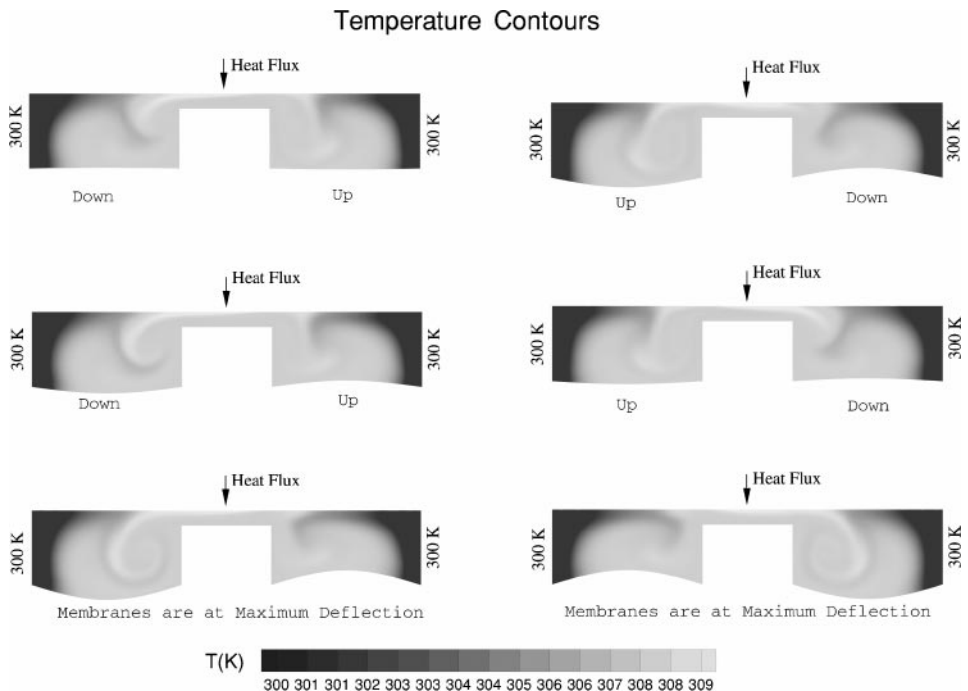 Temperature Contours
Heat Flux
Heat Flux
300 K
300 K
300 K
300 K
Down
Up
Up
Down
Heat Flux
Heat Flux
300 K
300 K
300 K
300 K
Down
Up
Up
Down
Heat Flux
Heat Flux
300 K
300 K
300 K
300 K
Membranes are at Maximum Deflection
Membranes are at Maximum Deflection
T(K)
300 301 301 302 303 303 304 304 305 306 306 307 308 308 309